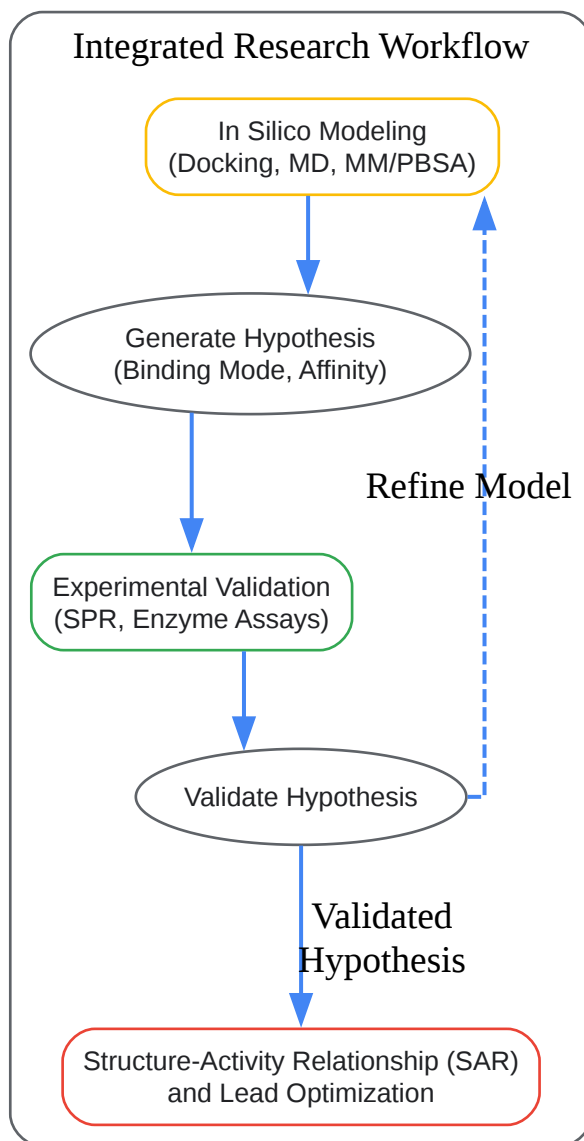 Integrated Research Workflow
In Silico Modeling
(Docking, MD, MM/PBSA)
Generate Hypothesis
(Binding Mode, Affinity)
Refine Model
Experimental Validation
(SPR, Enzyme Assays)
Validate Hypothesis
Validated
Hypothesis
Structure-Activity Relationship (SAR)
and Lead Optimization